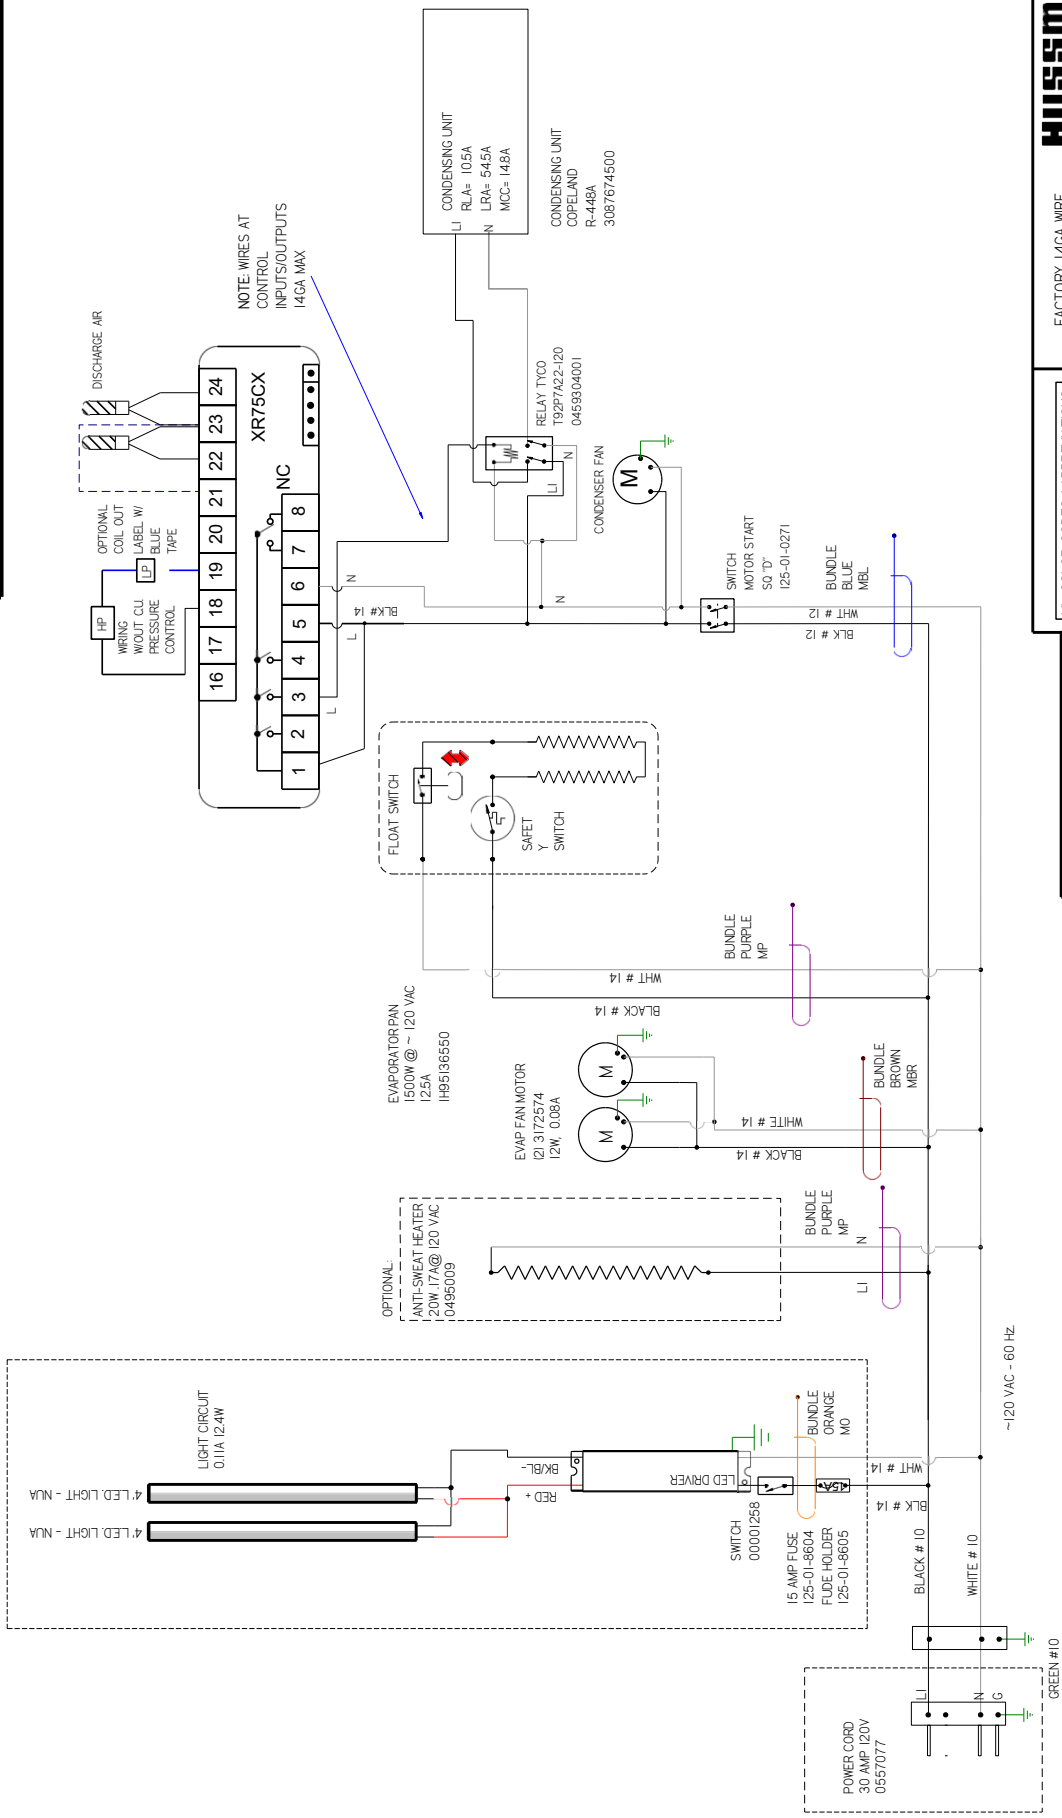 HUSSM
FACTORY 14GA WIRE
DISCHARGE AIR
NOTE: WIRES AT
CONTROL
INPUTS/OUTPUTS
14GA MAX
OPTIONAL
COIL OUT
LABEL W/
BLUE
TAPE
LP
HP
WIRING
W/OUT C.U.
PRESSURE
CONTROL
16
17
18
19
20
21
22
23
24
XR75CX
NC
1
2
3
4
5
6
7
8
L
L
N
BLK# 14
CONDENSING UNIT
RLA= 10.5A
LRA= 54.5A
MCC= 14.8A
L1
N
CONDENSING UNIT
COPELAND
R-448A
3087674500
RELAY TYCO
T92P7A22-120
0459304001
L1
N
N
CONDENSER FAN
M
SWITCH
MOTOR START
SQ "D"
125-01-0271
BUNDLE
BLUE
MBL
WHT # 12
BLK # 12
FLOAT SWITCH
SAFET
Y
SWITCH
EVAPORATOR PAN
1500W @ ~ 120 VAC
12.5A
1H95136550
BUNDLE
PURPLE
MP
WHT # 14
BLACK # 14
EVAP FAN MOTOR
(2) 3172574
12W, 0.08A
M
M
WHITE # 14
BLACK # 14
BUNDLE
BROWN
MBR
OPTIONAL:
ANTI-SWEAT HEATER
20W .17A@ 120 VAC
0495009
BUNDLE
PURPLE
MP
L1
N
4' LED. LIGHT - NUA
4' LED. LIGHT - NUA
LIGHT CIRCUIT
0.11A 12.4W
BK/BL-
RED +
LED DRIVER
SWITCH
00001258
BUNDLE
ORANGE
MO
15A
15 AMP FUSE
125-01-8604
FUDE HOLDER
125-01-8605
WHT # 14
BLK # 14
~120 VAC - 60 Hz.
BLACK # 10
WHITE # 10
GREEN #10
L1
N
G
POWER CORD
30 AMP 120V
0557077